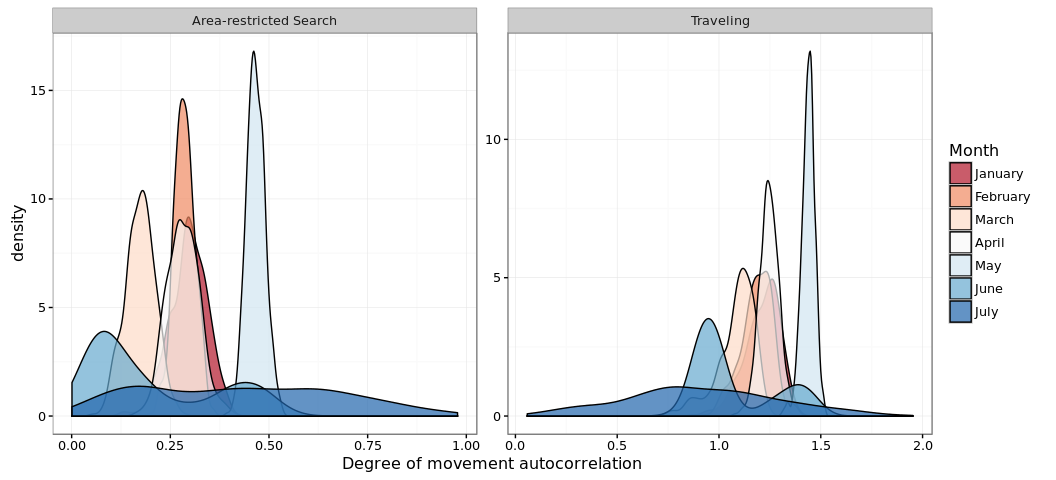 Area-restricted Search
Traveling
density
15
10
5
0
10
5
0
0.00 0.25 0.50 0.75 1.00
0.0 0.5 1.0 1.5 2.0
Degree of movement autocorrelation
Month
January
February
March
April
May
June
July